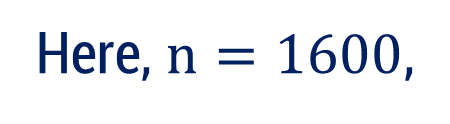 Here, n = 1600,